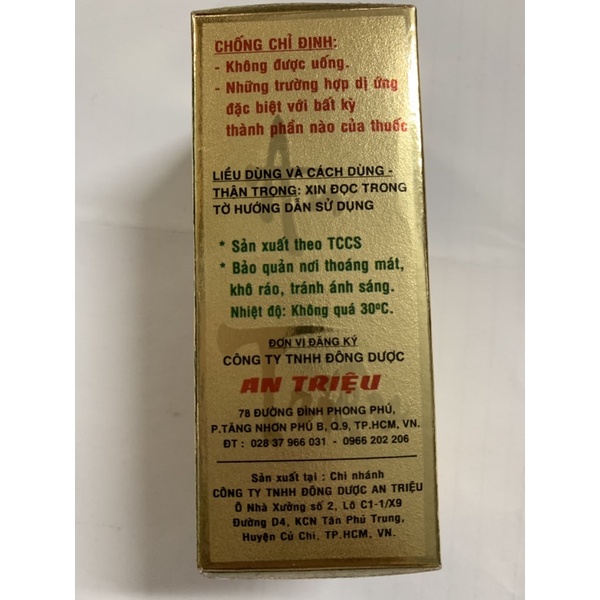 CHỐNG CHỈ ĐỊNH:
- Không được uống.
- Những trường hợp dị ứng
đặc biệt với bất kỳ
thành phần nào của thuốc
LIỀU DÙNG VÀ CÁCH DÙNG -
THẬN TRỌNG: XIN ĐỌC TRONG
TỜ HƯỚNG DẪN SỬ DỤNG
* Sản xuất theo TCCS
* Bảo quản nơi thoáng mát,
khô ráo, tránh ánh sáng.
Nhiệt độ: Không quá 30ºC.
ĐƠN VỊ ĐĂNG KÝ
CÔNG TY TNHH ĐÔNG DƯỢC
AN TRIỆU
78 ĐƯỜNG ĐÌNH PHONG PHÚ,
P.TĂNG NHƠN PHÚ B, Q.9, TP.HCM, VN.
ĐT : 028 37 966 031 - 0966 202 206
Sản xuất tại : Chi nhánh
CÔNG TY TNHH ĐÔNG DƯỢC AN TRIỆU
Ô Nhà Xưởng số 2, Lô C1-1/X9
Đường D4, KCN Tân Phú Trung,
Huyện Củ Chi, TP.HCM, VN.